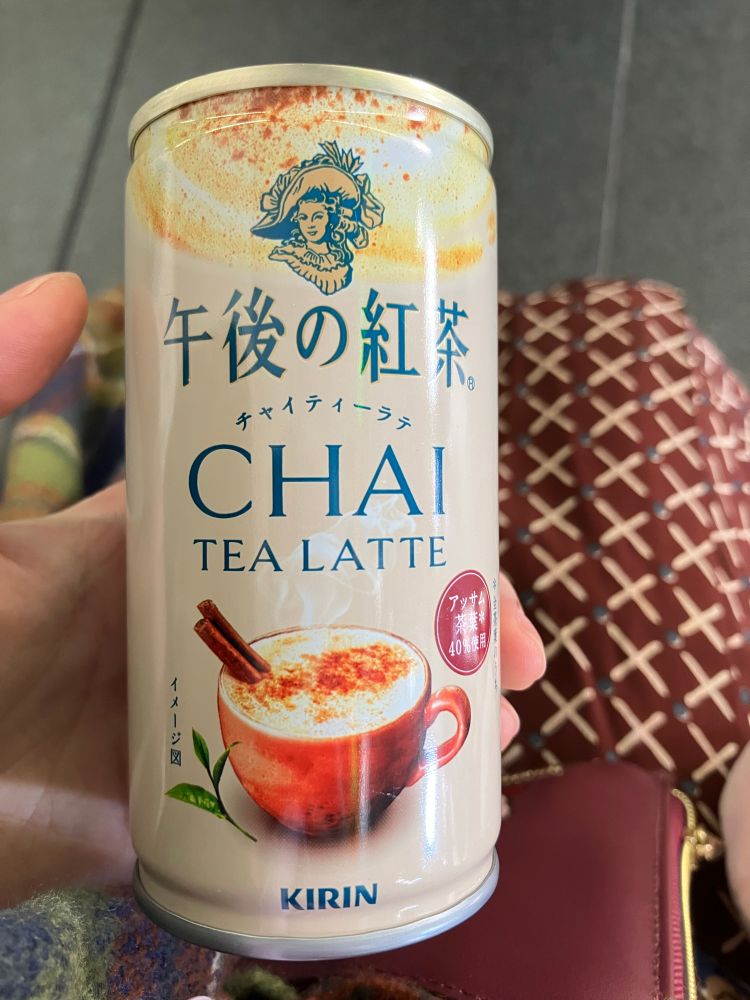 午後の紅茶®
チャイティーラテ
CHAI
TEA LATTE
アッサム
茶葉※
40%使用
イメージ図
KIRIN